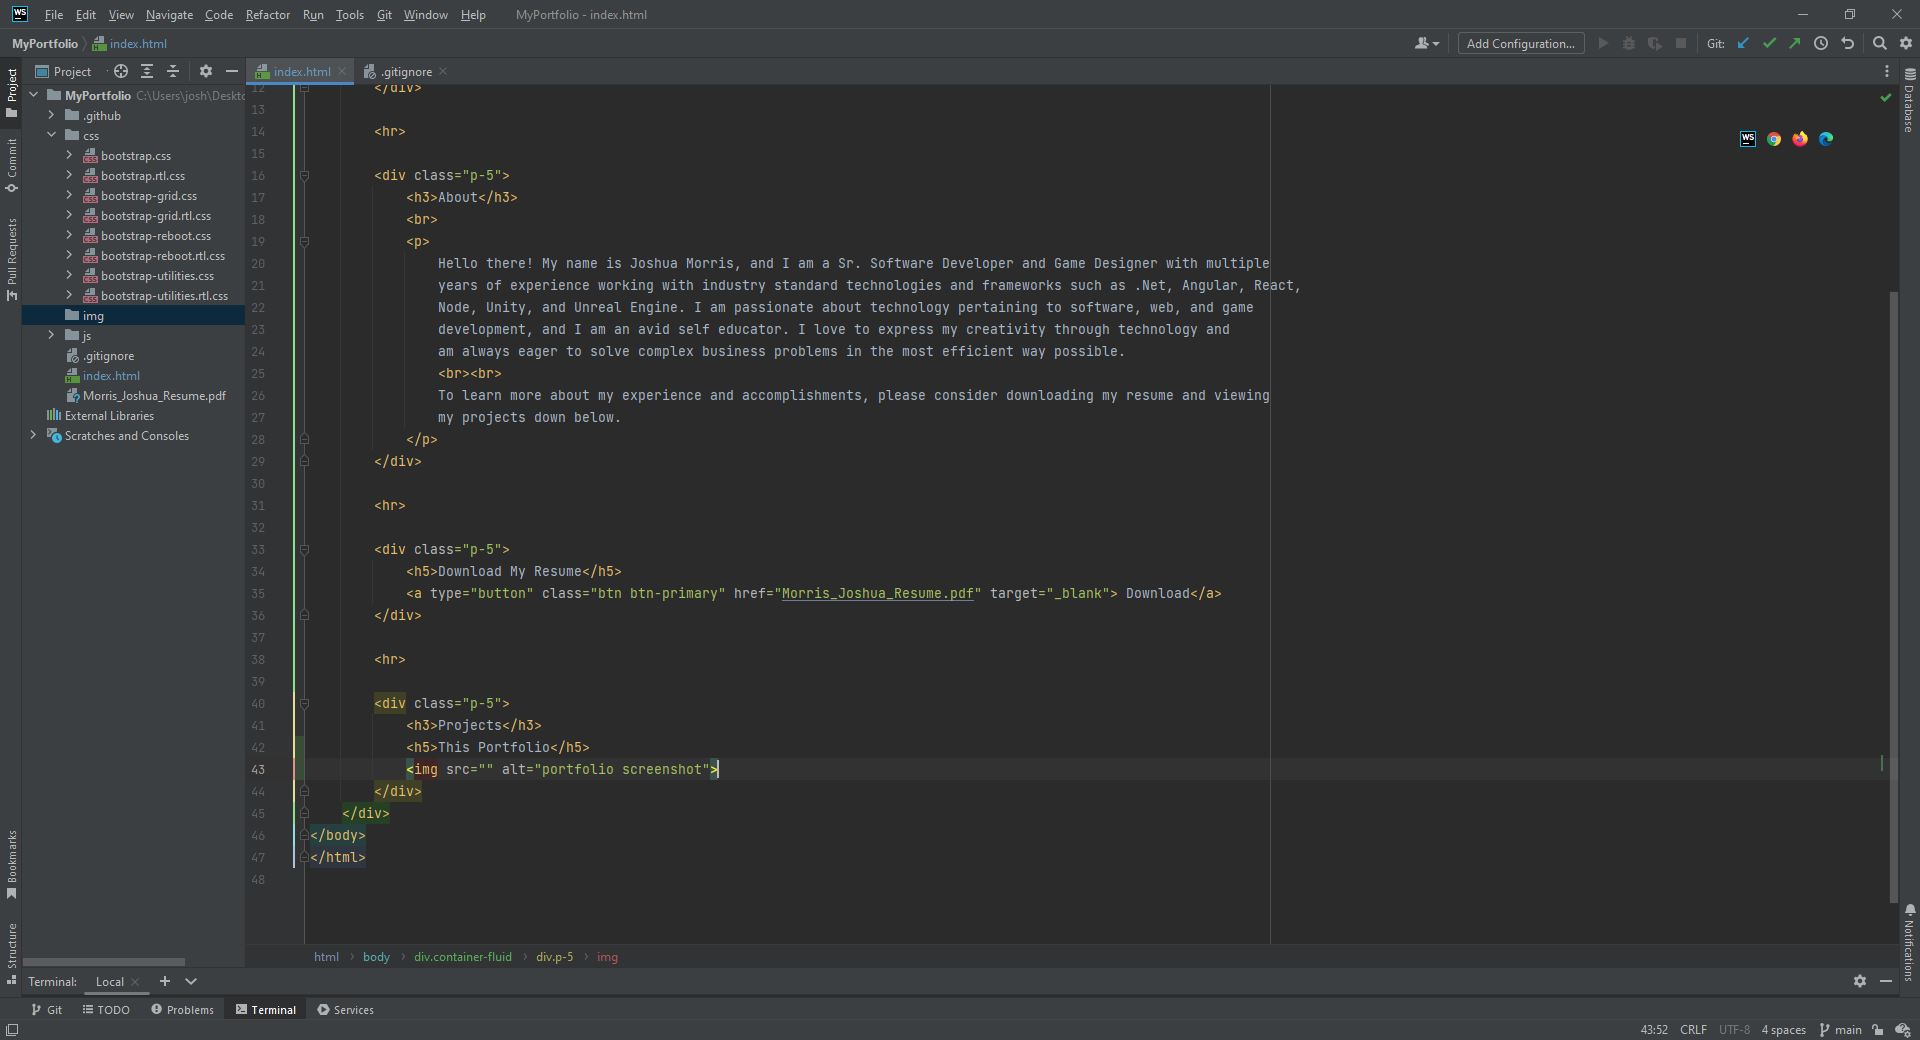 WS File Edit View Navigate Code Refactor Run Tools Git Window Help MyPortfolio - index.html
MyPortfolio index.html Add Configuration... Git:
Project
index.html .gitignore
MyPortfolio C:\Users\josh\Deskto
.github
css
bootstrap.css
bootstrap.rtl.css
bootstrap-grid.css
bootstrap-grid.rtl.css
bootstrap-reboot.css
bootstrap-reboot.rtl.css
bootstrap-utilities.css
bootstrap-utilities.rtl.css
img
js
.gitignore
index.html
Morris_Joshua_Resume.pdf
External Libraries
Scratches and Consoles
Project
Commit
Pull Requests
Bookmarks
Structure
12 </div>
13
14 <hr>
15
16 <div class="p-5">
17 <h3>About</h3>
18 <br>
19 <p>
20 Hello there! My name is Joshua Morris, and I am a Sr. Software Developer and Game Designer with multiple
21 years of experience working with industry standard technologies and frameworks such as .Net, Angular, React,
22 Node, Unity, and Unreal Engine. I am passionate about technology pertaining to software, web, and game
23 development, and I am an avid self educator. I love to express my creativity through technology and
24 am always eager to solve complex business problems in the most efficient way possible.
25 <br><br>
26 To learn more about my experience and accomplishments, please consider downloading my resume and viewing
27 my projects down below.
28 </p>
29 </div>
30
31 <hr>
32
33 <div class="p-5">
34 <h5>Download My Resume</h5>
35 <a type="button" class="btn btn-primary" href="Morris_Joshua_Resume.pdf" target="_blank"> Download</a>
36 </div>
37
38 <hr>
39
40 <div class="p-5">
41 <h3>Projects</h3>
42 <h5>This Portfolio</h5>
43 <img src="" alt="portfolio screenshot">
44 </div>
45 </div>
46 </body>
47 </html>
48
WS
Database
Notifications
html body div.container-fluid div.p-5 img
Terminal: Local
Git TODO Problems Terminal Services
43:52 CRLF UTF-8 4 spaces main